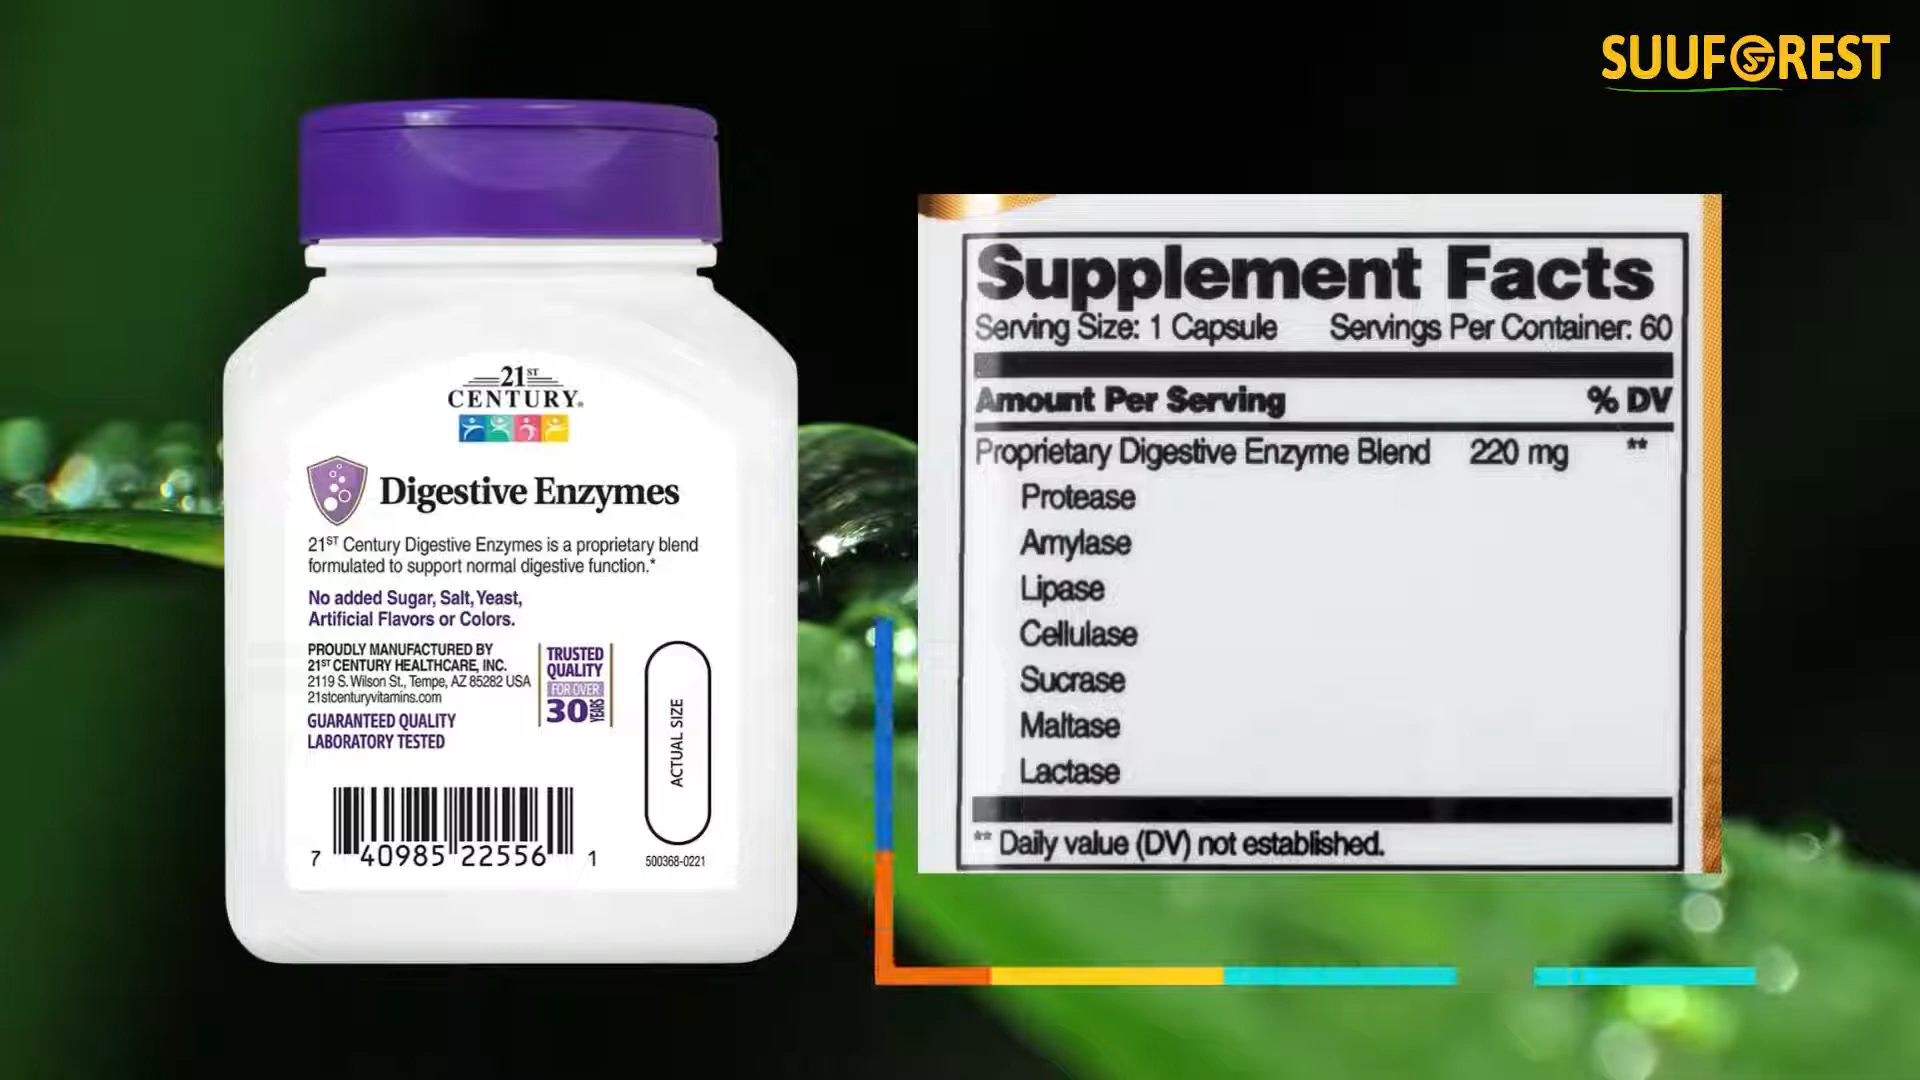 SUUFOREST
21ST
CENTURY®
Digestive Enzymes
21ST Century Digestive Enzymes is a proprietary blend
formulated to support normal digestive function.*
No added Sugar, Salt, Yeast,
Artificial Flavors or Colors.
PROUDLY MANUFACTURED BY
21ST CENTURY HEALTHCARE, INC.
2119 S. Wilson St., Tempe, AZ 85282 USA
21stcenturyvitamins.com
GUARANTEED QUALITY
LABORATORY TESTED
TRUSTED
QUALITY
FOR OVER
30 YEARS
ACTUAL SIZE
7 40985 22556 1
500368-0221
Supplement Facts
Serving Size: 1 Capsule Servings Per Container: 60
Amount Per Serving % DV
Proprietary Digestive Enzyme Blend 220 mg **
Protease
Amylase
Lipase
Cellulase
Sucrase
Maltase
Lactase
** Daily value (DV) not established.